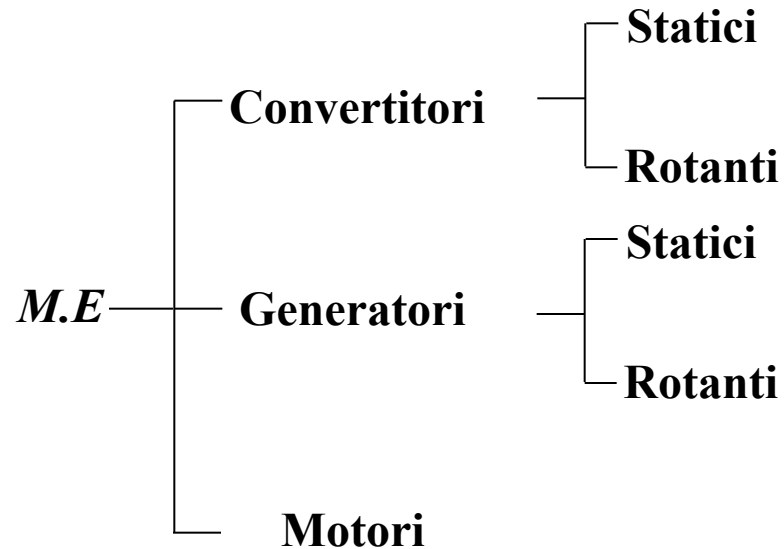 Statici
Convertitori
Rotanti
Statici
M.E
Generatori
Rotanti
Motori